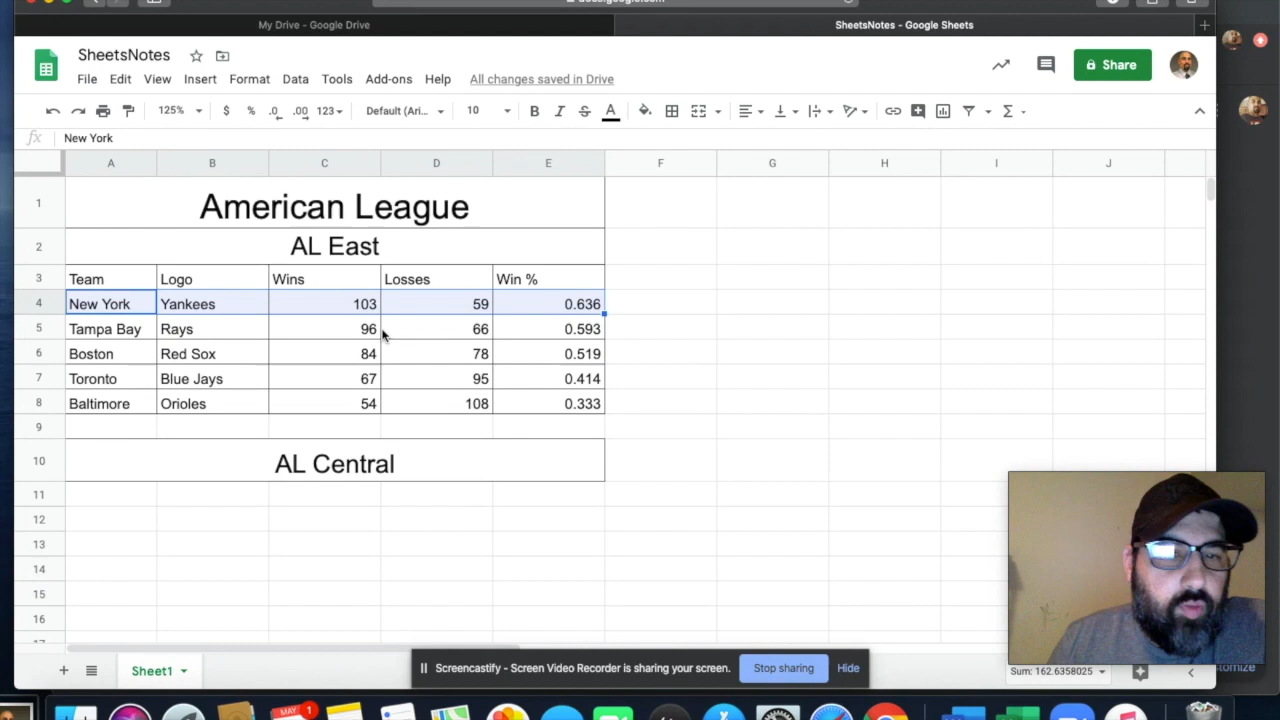 My Drive - Google Drive
SheetsNotes - Google Sheets
SheetsNotes
File Edit View Insert Format Data Tools Add-ons Help All changes saved in Drive
Share
125% $ % .0 .00 123 Default (Ari... 10 B I S A
fx New York
A B C D E F G H I J
1 American League
2 AL East
3 Team Logo Wins Losses Win %
4 New York Yankees 103 59 0.636
5 Tampa Bay Rays 96 66 0.593
6 Boston Red Sox 84 78 0.519
7 Toronto Blue Jays 67 95 0.414
8 Baltimore Orioles 54 108 0.333
9
10 AL Central
11
12
13
14
15
16
Sheet1
Screencastify - Screen Video Recorder is sharing your screen. Stop sharing Hide
Sum: 162.6358025
MAY 1